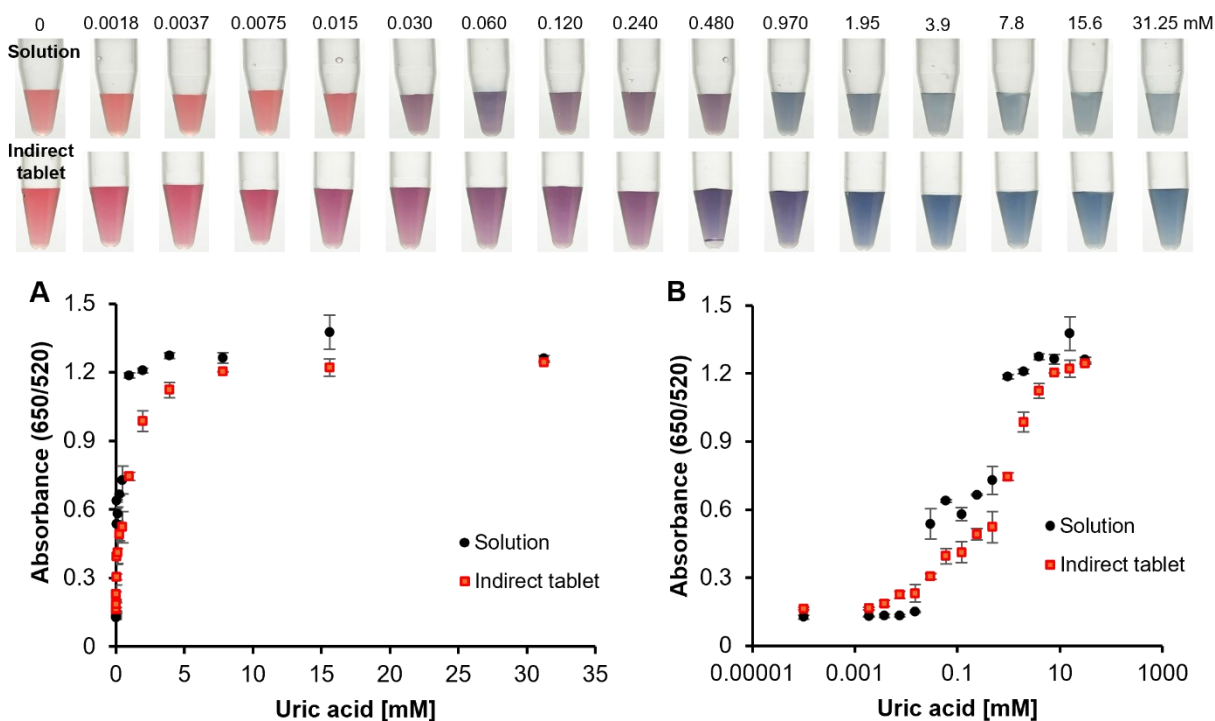 0 0.0018 0.0037 0.0075 0.015 0.030 0.060 0.120 0.240 0.480 0.970 1.95 3.9 7.8 15.6 31.25 mM
Solution
Indirect
tablet
A
1.5
1.2
0.9
0.6
0.3
0
Absorbance (650/520)
Solution
Indirect tablet
0 5 10 15 20 25 30 35
Uric acid [mM]
B
1.5
1.2
0.9
0.6
0.3
0
Absorbance (650/520)
Solution
Indirect tablet
0.00001 0.001 0.1 10 1000
Uric acid [mM]